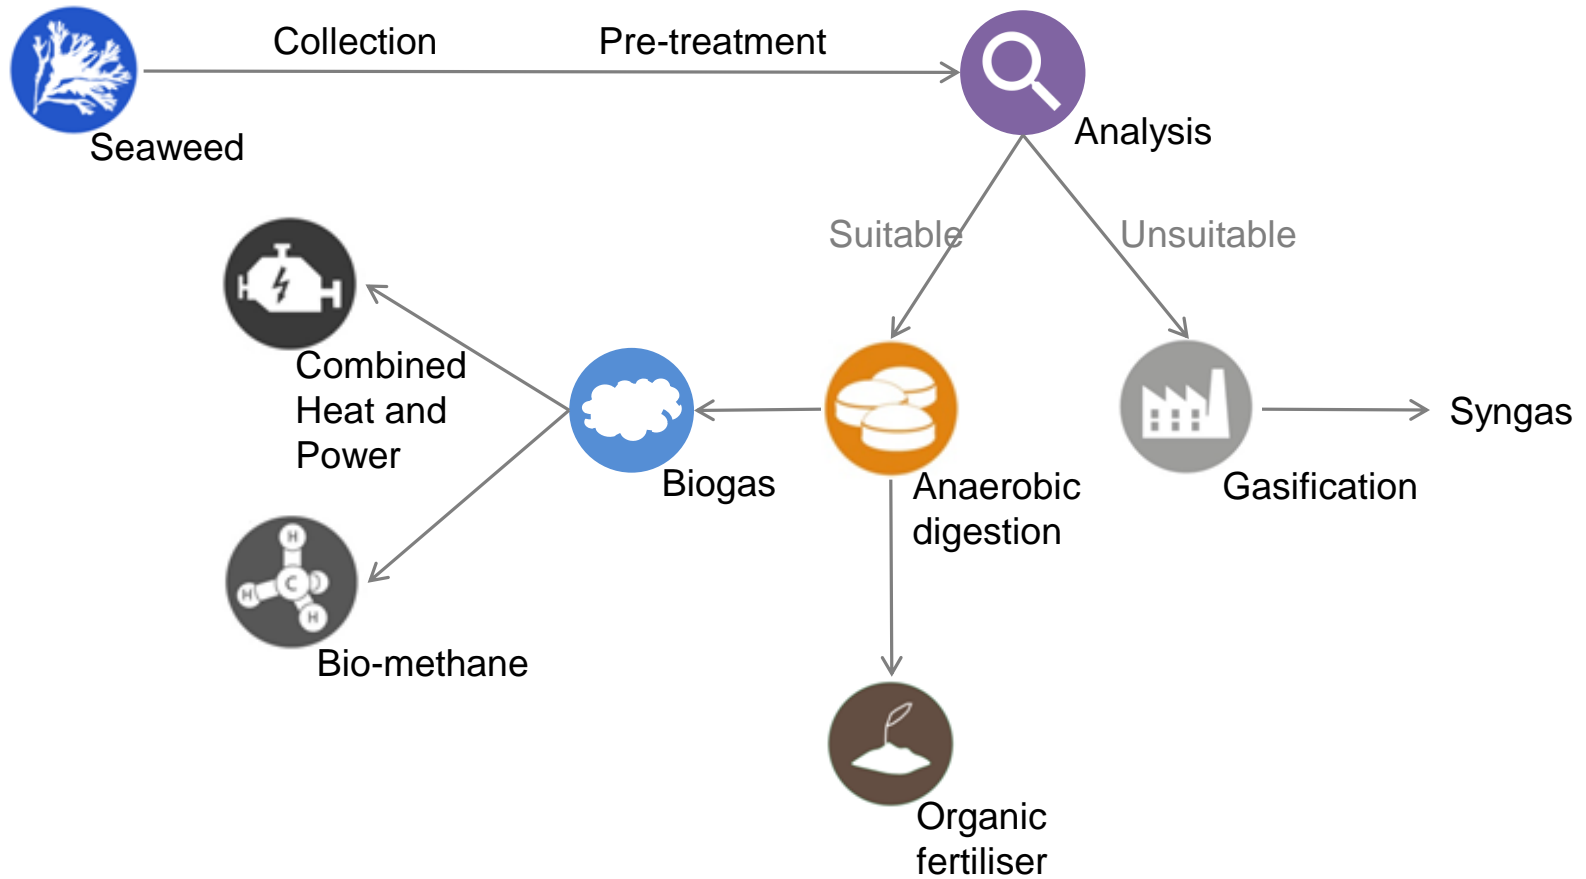 Collection
Pre-treatment
Seaweed
Analysis
Suitable
Unsuitable
Combined
Heat and
Power
Biogas
Anaerobic
digestion
Gasification
Syngas
H
C
H
H
Bio-methane
Organic
fertiliser